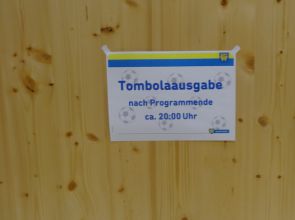 Tombolaausgabe
nach Programmende
ca. 20:00 Uhr